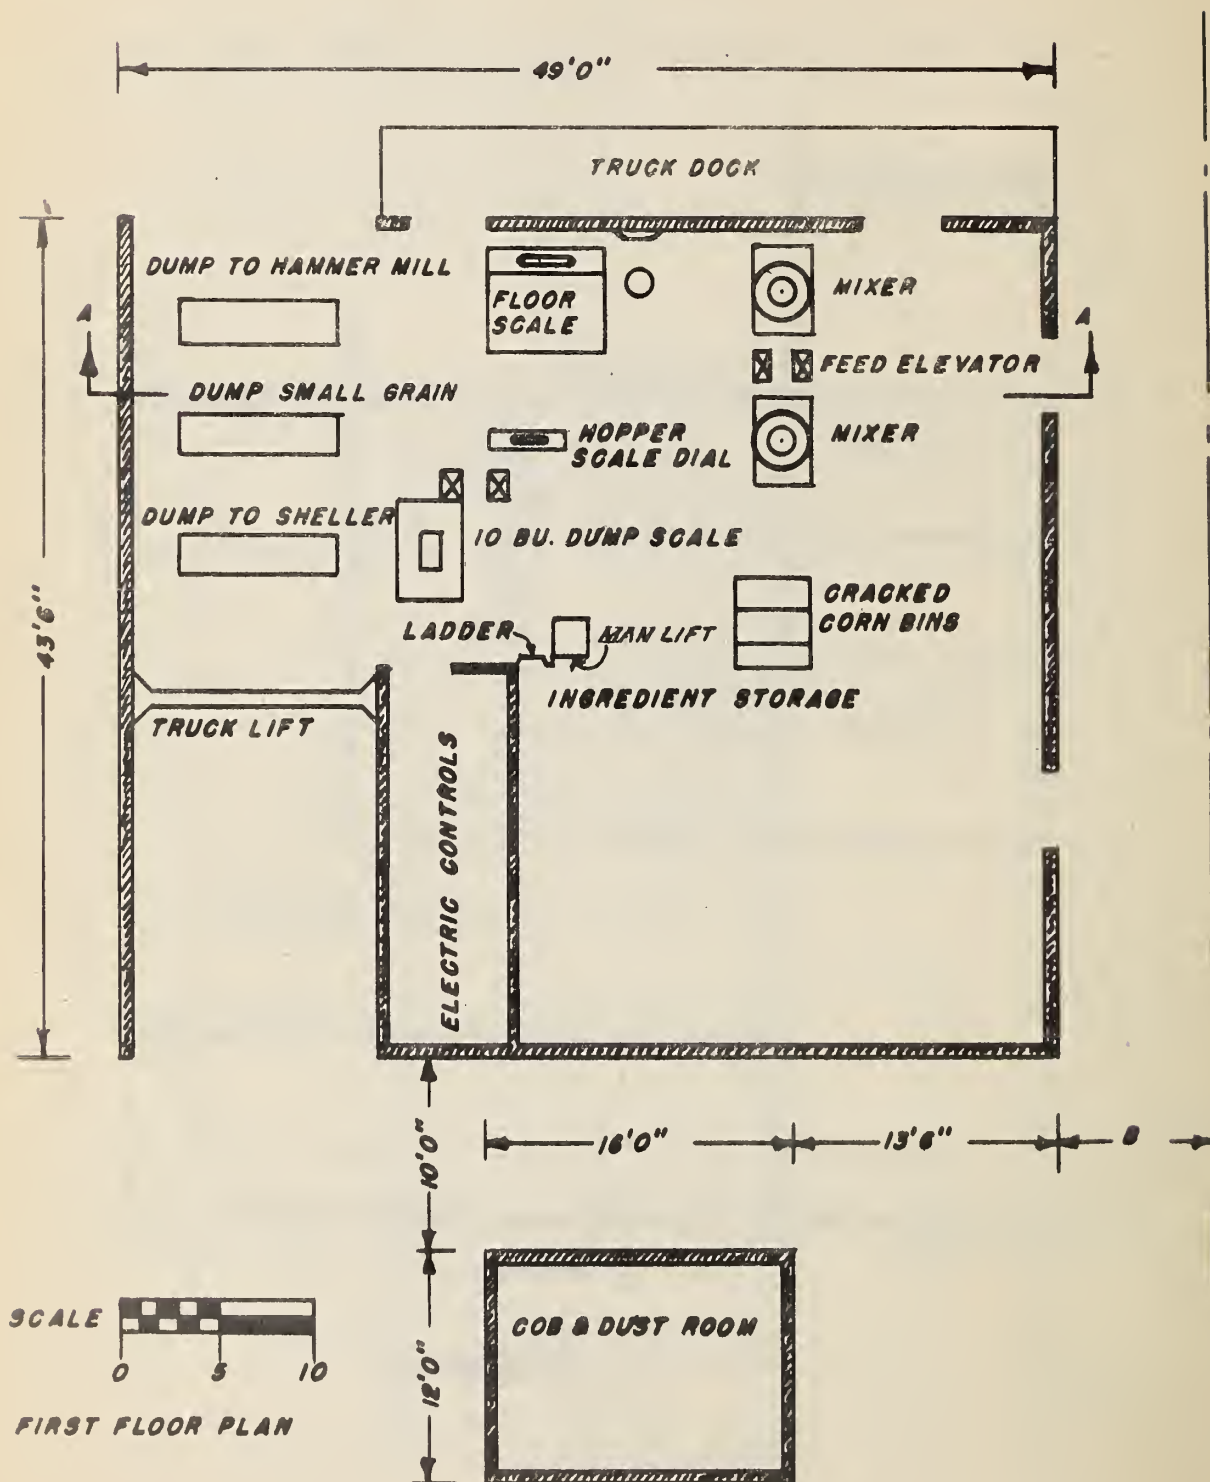 49'0"
TRUCK DOCK
DUMP TO HAMMER MILL
FLOOR
SCALE
MIXER
A
A
FEED ELEVATOR
DUMP SMALL GRAIN
HOPPER
SCALE DIAL
MIXER
DUMP TO SHELLER
10 BU. DUMP SCALE
43'6"
CRACKED
CORN BINS
LADDER
MAN LIFT
INGREDIENT STORAGE
TRUCK LIFT
ELECTRIC CONTROLS
10'0"
16'0"
13'6"
B
COB & DUST ROOM
12'0"
SCALE
0 5 10
FIRST FLOOR PLAN